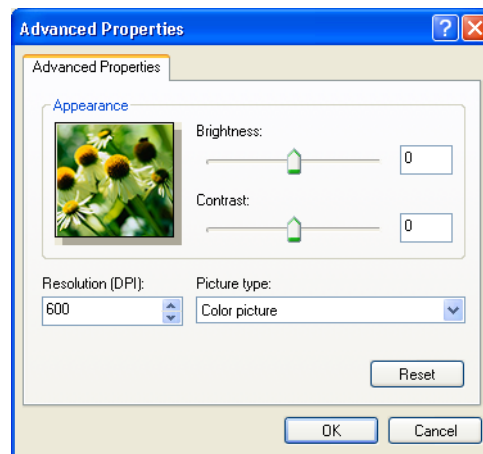 Advanced Properties
Advanced Properties
Appearance
Brightness:
0
Contrast:
0
Resolution (DPI): Picture type:
600 Color picture
Reset
OK Cancel